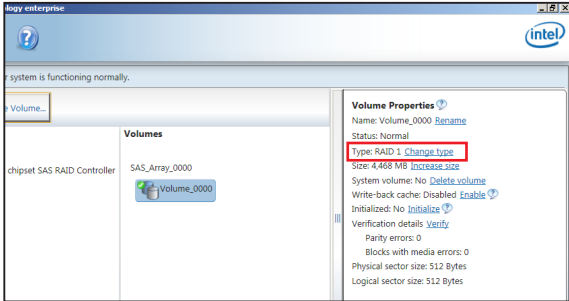 ology enterprise
?
intel
r system is functioning normally.
e Volume...
Volumes
chipset SAS RAID Controller
SAS_Array_0000
Volume_0000
Volume Properties ?
Name: Volume_0000 Rename
Status: Normal
Type: RAID 1 Change type
Size: 4,468 MB Increase size
System volume: No Delete volume
Write-back cache: Disabled Enable ?
Initialized: No Initialize ?
Verification details Verify
Parity errors: 0
Blocks with media errors: 0
Physical sector size: 512 Bytes
Logical sector size: 512 Bytes